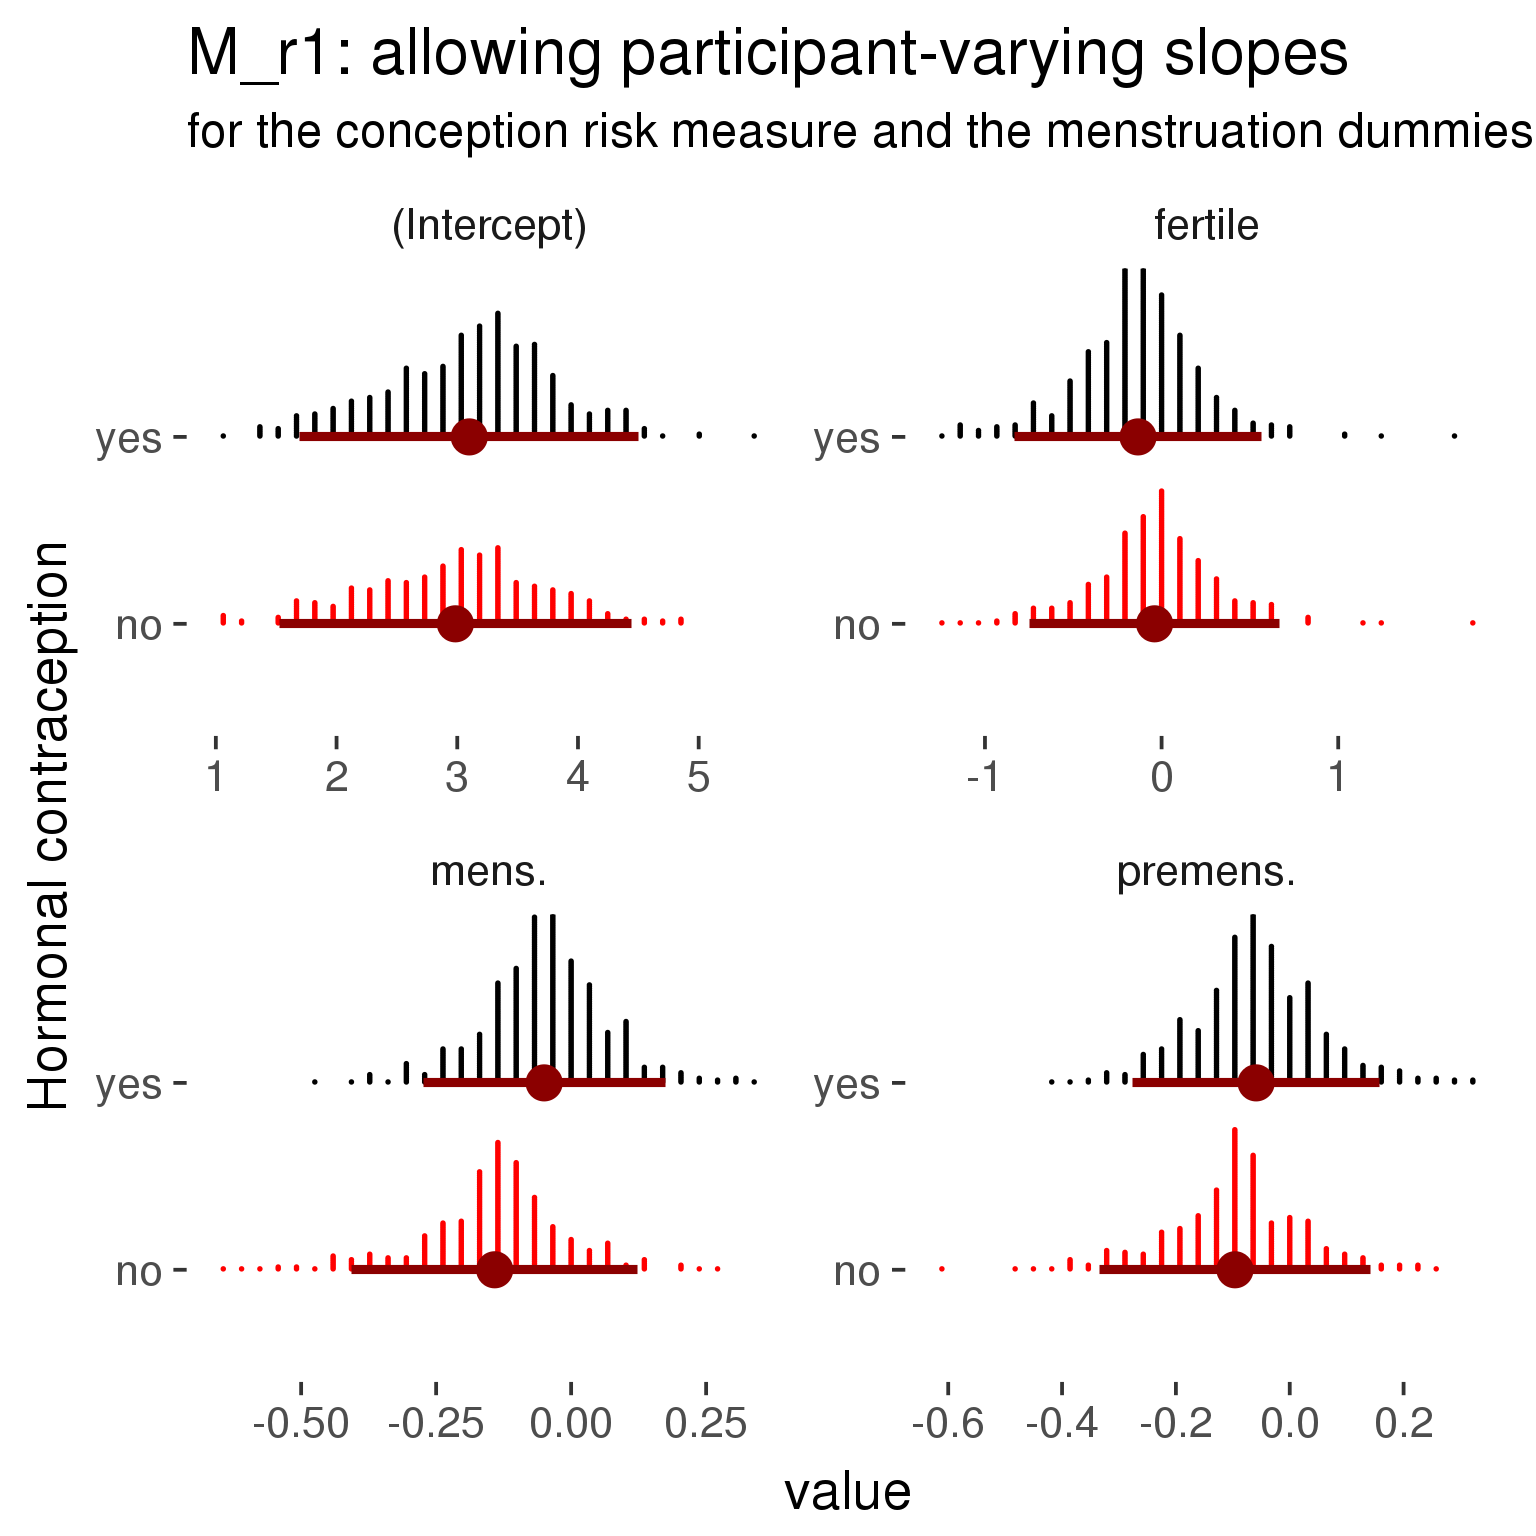 M_r1: allowing participant-varying slopes
for the conception risk measure and the menstruation dummies
(Intercept)
fertile
yes
no
yes
no
1 2 3 4 5
-1 0 1
Hormonal contraception
mens.
premens.
yes
no
yes
no
-0.50 -0.25 0.00 0.25
-0.6 -0.4 -0.2 0.0 0.2
value